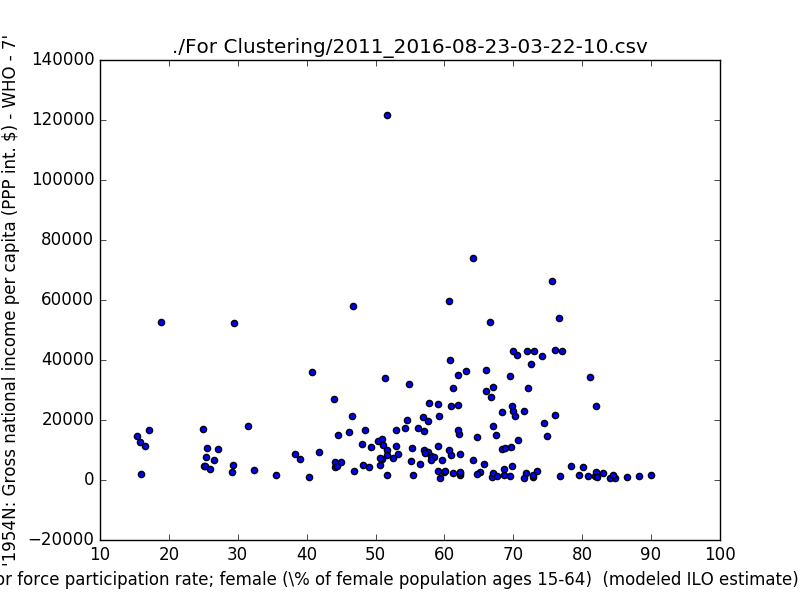 ./For Clustering/2011_2016-08-23-03-22-10.csv
'1954N: Gross national income per capita (PPP int. $) - WHO - 7'
140000
120000
100000
80000
60000
40000
20000
0
−20000
10 20 30 40 50 60 70 80 90 100
or force participation rate; female (\% of female population ages 15-64) (modeled ILO estimate)